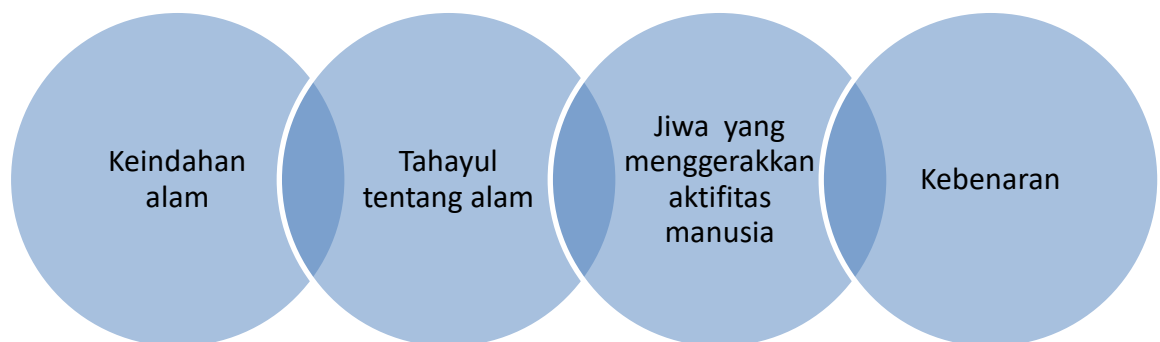 Keindahan
alam
Tahayul
tentang alam
Jiwa yang
menggerakkan
aktifitas
manusia
Kebenaran